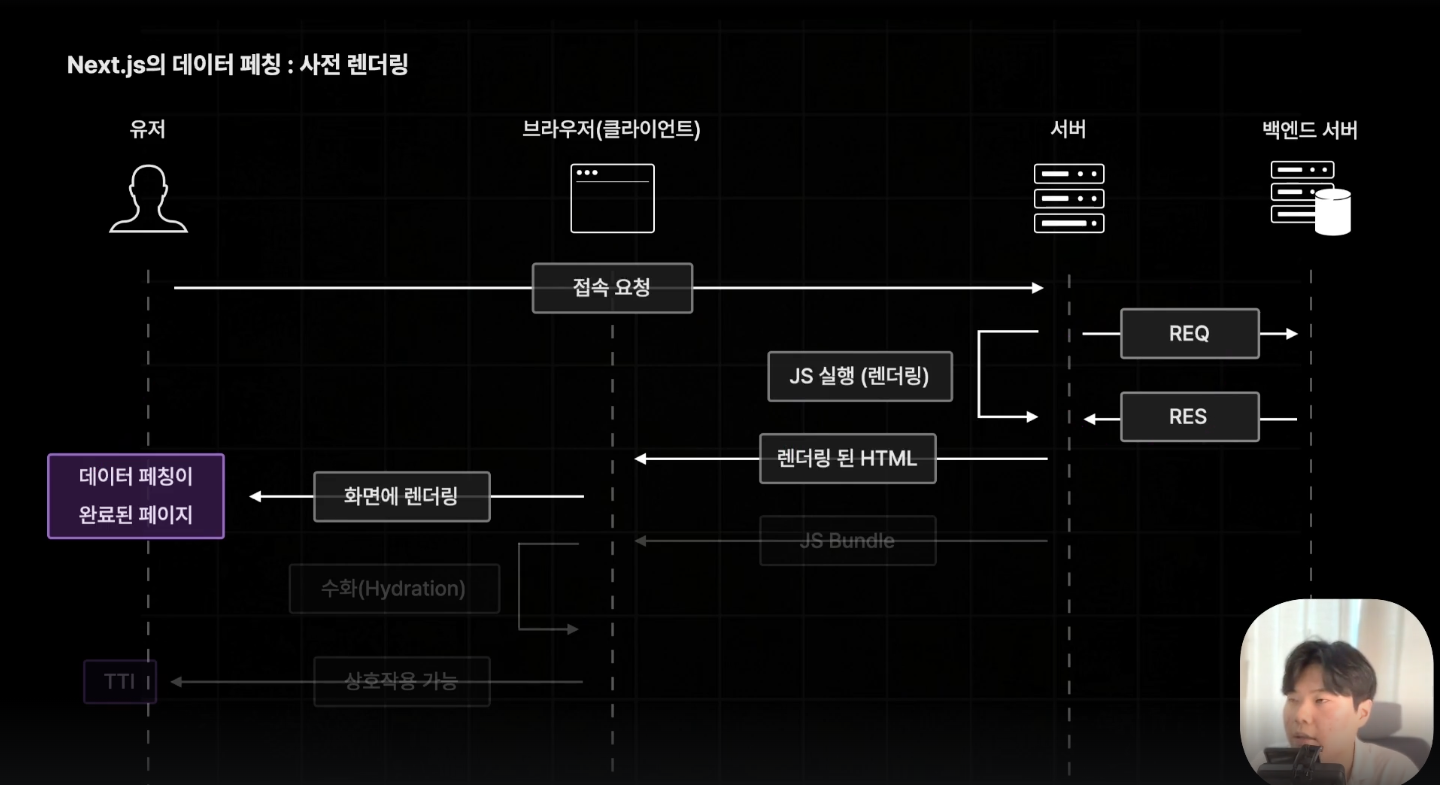 Next.js의 데이터 페칭 : 사전 렌더링
유저
브라우저(클라이언트)
서버
백엔드 서버
접속 요청
REQ
JS 실행 (렌더링)
RES
렌더링 된 HTML
데이터 페칭이
완료된 페이지
화면에 렌더링
JS Bundle
수화(Hydration)
TTI
상호작용 가능